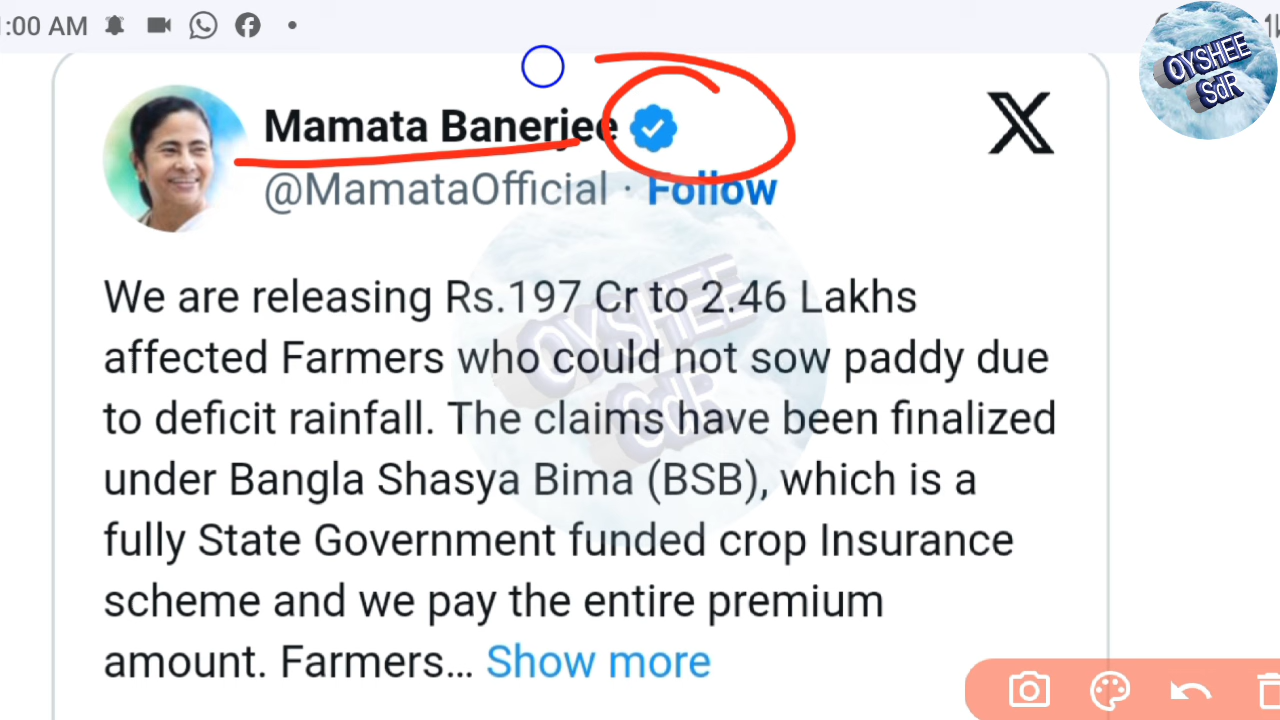 :00 AM
OYSHEE
SdR
Mamata Banerjee
@MamataOfficial · Follow
We are releasing Rs.197 Cr to 2.46 Lakhs
affected Farmers who could not sow paddy due
to deficit rainfall. The claims have been finalized
under Bangla Shasya Bima (BSB), which is a
fully State Government funded crop Insurance
scheme and we pay the entire premium
amount. Farmers... Show more
OYSHEE
SdR